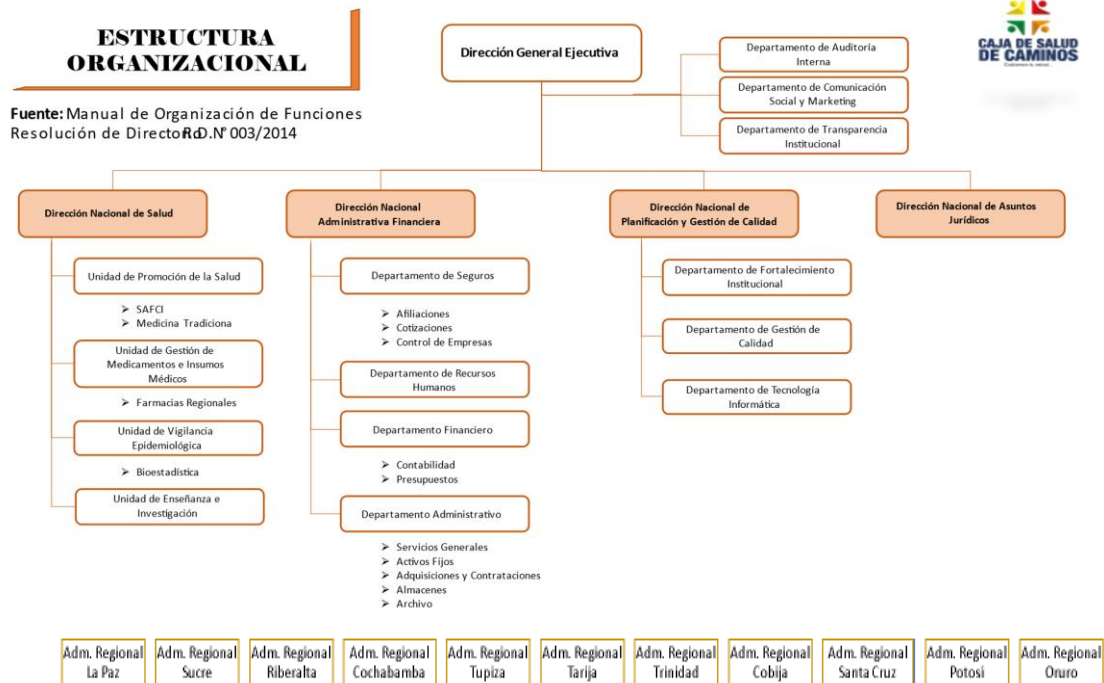 ESTRUCTURA
ORGANIZACIONAL
Fuente: Manual de Organización de Funciones
Resolución de Directorio R.D.N° 003/2014
Dirección General Ejecutiva
Departamento de Auditoría
Interna
Departamento de Comunicación
Social y Marketing
Departamento de Transparencia
Institucional
CAJA DE SALUD
DE CAMINOS
Dirección Nacional de Salud
Unidad de Promoción de la Salud
➢ SAFCI
➢ Medicina Tradiciona
Unidad de Gestión de
Medicamentos e Insumos
Médicos
➢ Farmacias Regionales
Unidad de Vigilancia
Epidemiológica
➢ Bioestadística
Unidad de Enseñanza e
Investigación
Dirección Nacional
Administrativa Financiera
Departamento de Seguros
➢ Afiliaciones
➢ Cotizaciones
➢ Control de Empresas
Departamento de Recursos
Humanos
Departamento Financiero
➢ Contabilidad
➢ Presupuestos
Departamento Administrativo
➢ Servicios Generales
➢ Activos Fijos
➢ Adquisiciones y Contrataciones
➢ Almacenes
➢ Archivo
Dirección Nacional de
Planificación y Gestión de Calidad
Departamento de Fortalecimiento
Institucional
Departamento de Gestión de
Calidad
Departamento de Tecnología
Informática
Dirección Nacional de Asuntos
Jurídicos
Adm. Regional
La Paz
Adm. Regional
Sucre
Adm. Regional
Riberalta
Adm. Regional
Cochabamba
Adm. Regional
Tupiza
Adm. Regional
Tarija
Adm. Regional
Trinidad
Adm. Regional
Cobija
Adm. Regional
Santa Cruz
Adm. Regional
Potosí
Adm. Regional
Oruro